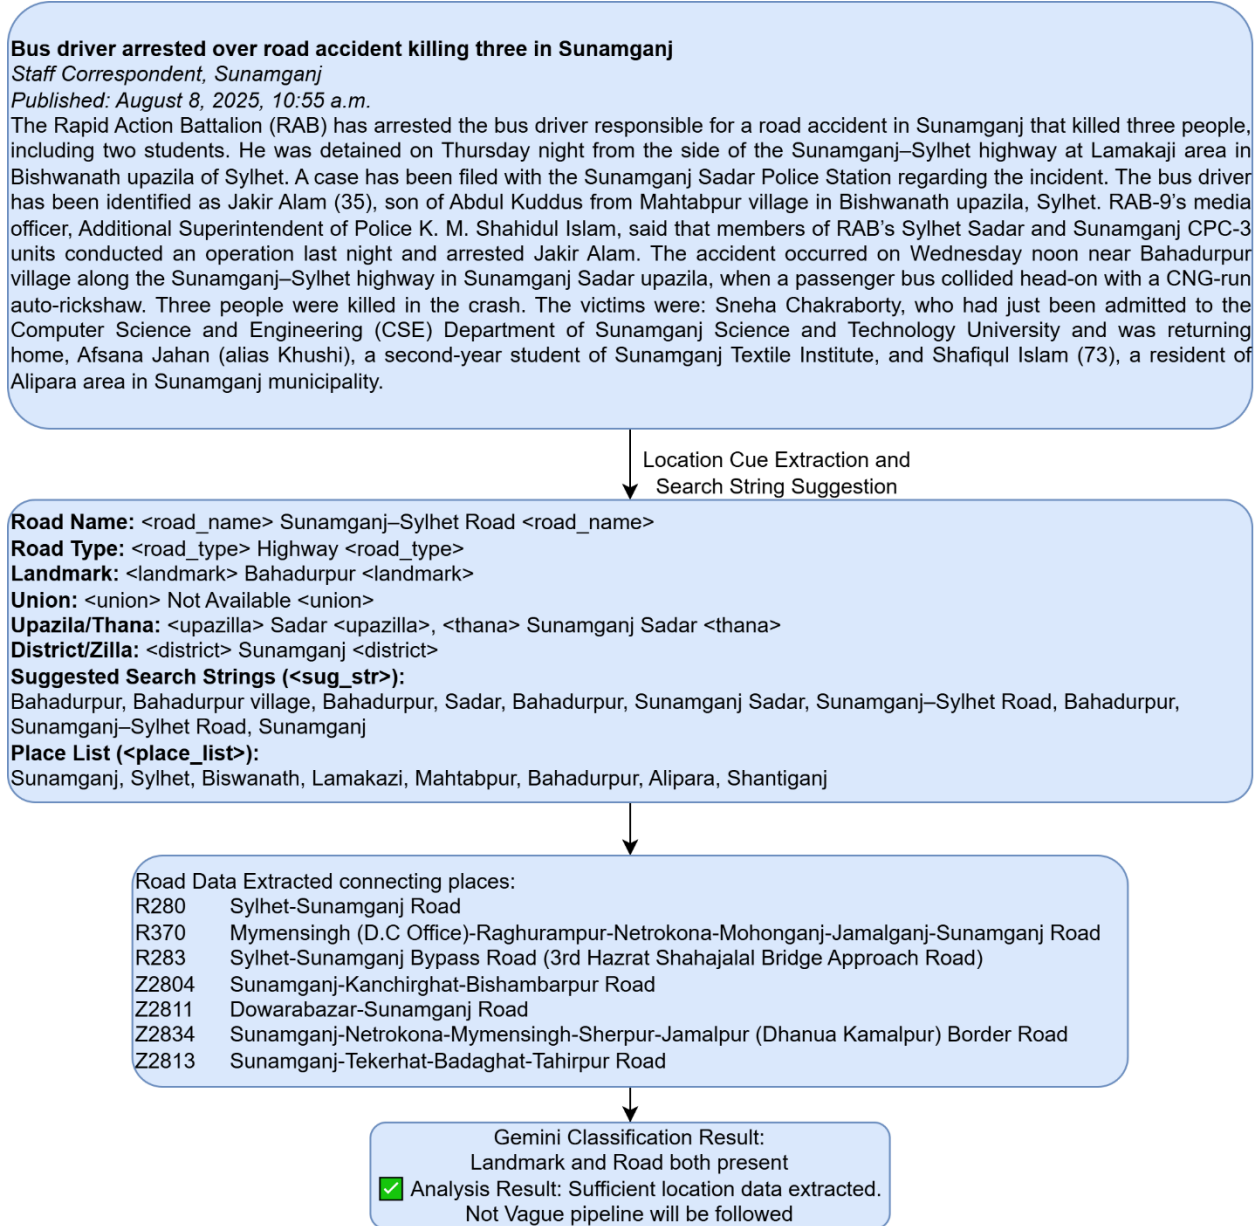 Bus driver arrested over road accident killing three in Sunamganj
Staff Correspondent, Sunamganj
Published: August 8, 2025, 10:55 a.m.
The Rapid Action Battalion (RAB) has arrested the bus driver responsible for a road accident in Sunamganj that killed three people,
including two students. He was detained on Thursday night from the side of the Sunamganj–Sylhet highway at Lamakaji area in
Bishwanath upazila of Sylhet. A case has been filed with the Sunamganj Sadar Police Station regarding the incident. The bus driver
has been identified as Jakir Alam (35), son of Abdul Kuddus from Mahtabpur village in Bishwanath upazila, Sylhet. RAB-9's media
officer, Additional Superintendent of Police K. M. Shahidul Islam, said that members of RAB's Sylhet Sadar and Sunamganj CPC-3
units conducted an operation last night and arrested Jakir Alam. The accident occurred on Wednesday noon near Bahadurpur
village along the Sunamganj–Sylhet highway in Sunamganj Sadar upazila, when a passenger bus collided head-on with a CNG-run
auto-rickshaw. Three people were killed in the crash. The victims were: Sneha Chakraborty, who had just been admitted to the
Computer Science and Engineering (CSE) Department of Sunamganj Science and Technology University and was returning
home, Afsana Jahan (alias Khushi), a second-year student of Sunamganj Textile Institute, and Shafiqul Islam (73), a resident of
Alipara area in Sunamganj municipality.
Location Cue Extraction and
Search String Suggestion
Road Name: <road_name> Sunamganj–Sylhet Road <road_name>
Road Type: <road_type> Highway <road_type>
Landmark: <landmark> Bahadurpur <landmark>
Union: <union> Not Available <union>
Upazila/Thana: <upazilla> Sadar <upazilla>, <thana> Sunamganj Sadar <thana>
District/Zilla: <district> Sunamganj <district>
Suggested Search Strings (<sug_str>):
Bahadurpur, Bahadurpur village, Bahadurpur, Sadar, Bahadurpur, Sunamganj Sadar, Sunamganj–Sylhet Road, Bahadurpur,
Sunamganj–Sylhet Road, Sunamganj
Place List (<place_list>):
Sunamganj, Sylhet, Biswanath, Lamakazi, Mahtabpur, Bahadurpur, Alipara, Shantiganj
Road Data Extracted connecting places:
R280 Sylhet-Sunamganj Road
R370 Mymensingh (D.C Office)-Raghurampur-Netrokona-Mohonganj-Jamalganj-Sunamganj Road
R283 Sylhet-Sunamganj Bypass Road (3rd Hazrat Shahajalal Bridge Approach Road)
Z2804 Sunamganj-Kanchirghat-Bishambarpur Road
Z2811 Dowarabazar-Sunamganj Road
Z2834 Sunamganj-Netrokona-Mymensingh-Sherpur-Jamalpur (Dhanua Kamalpur) Border Road
Z2813 Sunamganj-Tekerhat-Badaghat-Tahirpur Road
Gemini Classification Result:
Landmark and Road both present
✅ Analysis Result: Sufficient location data extracted.
Not Vague pipeline will be followed